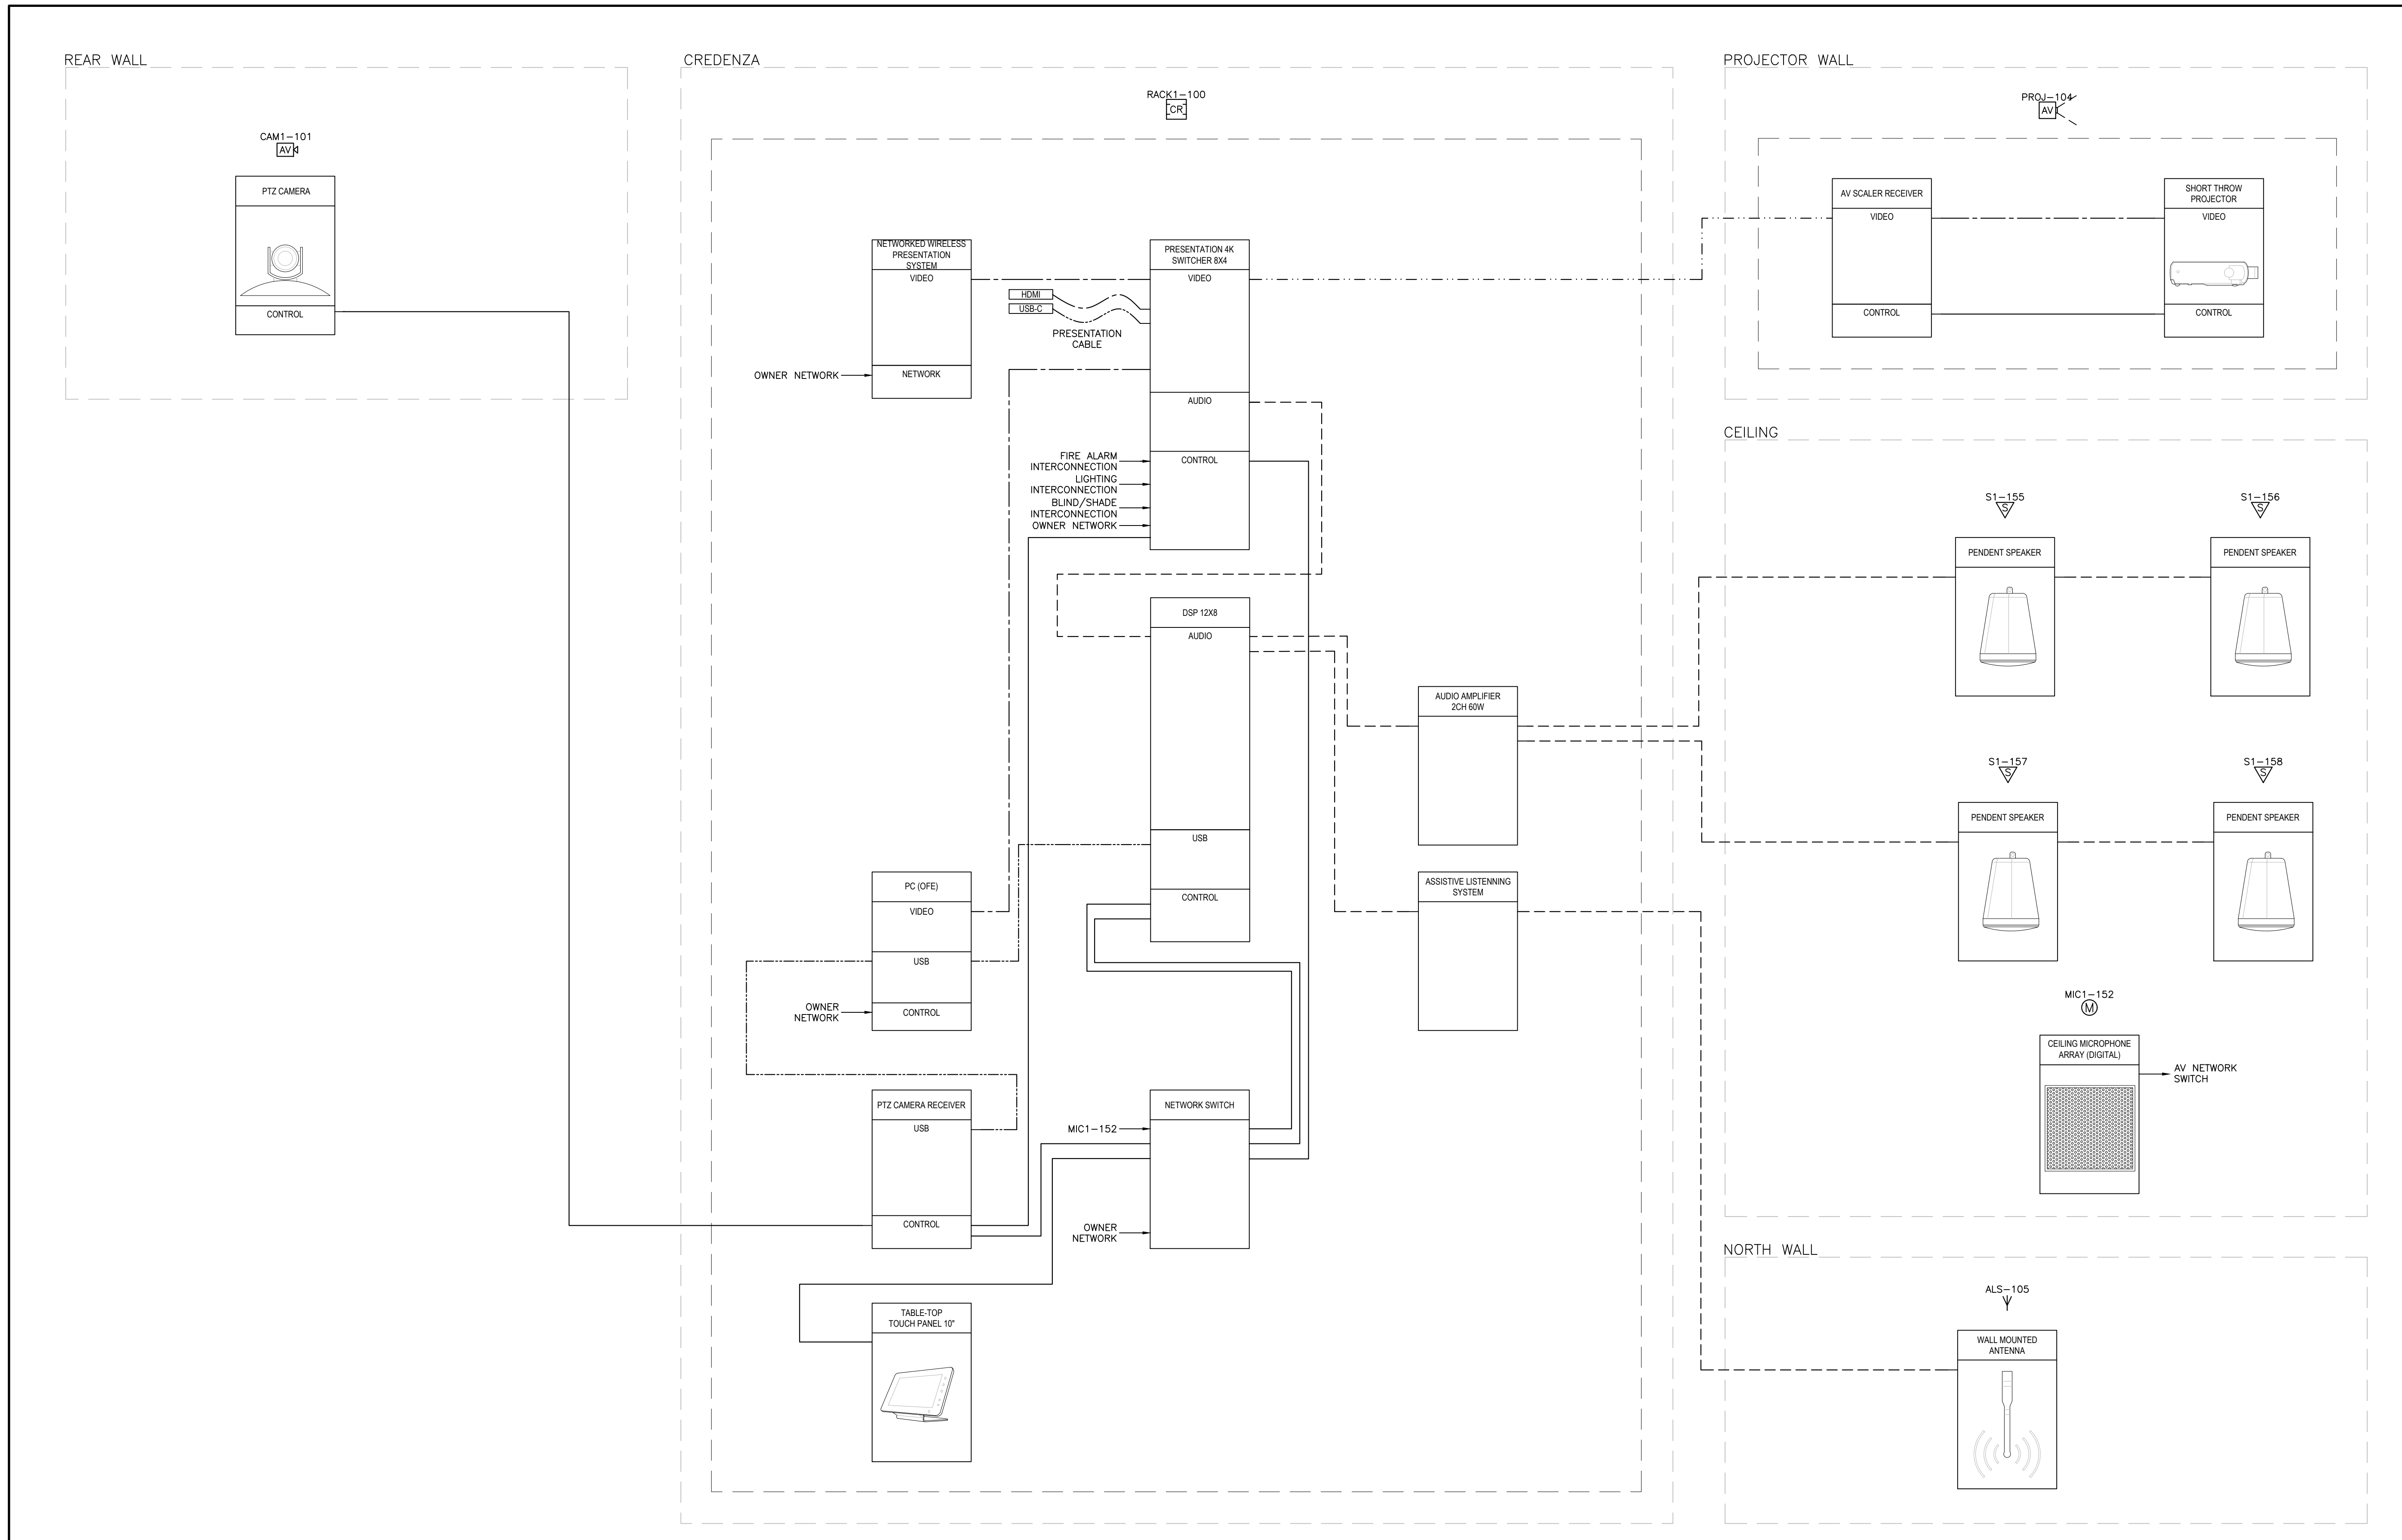 REAR WALL
CAM1-101
AV
PTZ CAMERA
CONTROL
CREDENZA
RACK1-100
CR
NETWORKED WIRELESS
PRESENTATION
SYSTEM
VIDEO
NETWORK
OWNER NETWORK
HDMI
USB-C
PRESENTATION
CABLE
PRESENTATION 4K
SWITCHER 8X4
VIDEO
AUDIO
CONTROL
FIRE ALARM
INTERCONNECTION
LIGHTING
INTERCONNECTION
BLIND/SHADE
INTERCONNECTION
OWNER NETWORK
DSP 12X8
AUDIO
USB
CONTROL
AUDIO AMPLIFIER
2CH 60W
ASSISTIVE LISTENNING
SYSTEM
PC (OFE)
VIDEO
USB
CONTROL
OWNER
NETWORK
PTZ CAMERA RECEIVER
USB
CONTROL
NETWORK SWITCH
MIC1-152
OWNER
NETWORK
TABLE-TOP
TOUCH PANEL 10"
PROJECTOR WALL
PROJ-104
AV
AV SCALER RECEIVER
VIDEO
CONTROL
SHORT THROW
PROJECTOR
VIDEO
CONTROL
CEILING
S1-155
S
PENDENT SPEAKER
S1-156
S
PENDENT SPEAKER
S1-157
S
PENDENT SPEAKER
S1-158
S
PENDENT SPEAKER
MIC1-152
M
CEILING MICROPHONE
ARRAY (DIGITAL)
AV NETWORK
SWITCH
NORTH WALL
ALS-105
WALL MOUNTED
ANTENNA